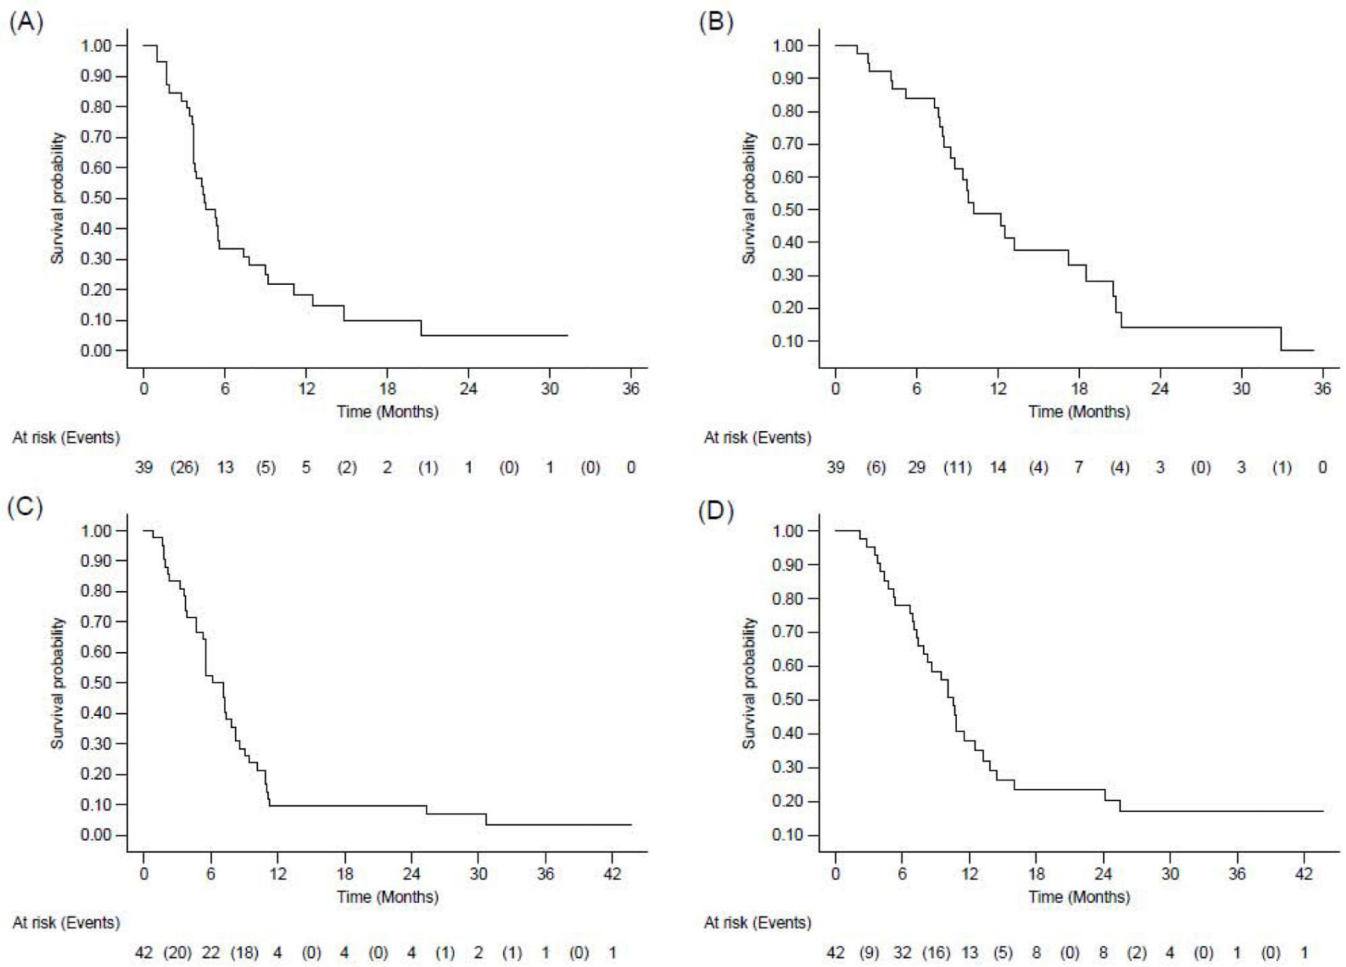 (A)
1.00
0.90
0.80
0.70
0.60
0.50
0.40
0.30
0.20
0.10
0.00
Survival probability
0 6 12 18 24 30 36
Time (Months)
At risk (Events)
39 (26) 13 (5) 5 (2) 2 (1) 1 (0) 1 (0) 0
(B)
1.00
0.90
0.80
0.70
0.60
0.50
0.40
0.30
0.20
0.10
Survival probability
0 6 12 18 24 30 36
Time (Months)
At risk (Events)
39 (6) 29 (11) 14 (4) 7 (4) 3 (0) 3 (1) 0
(C)
1.00
0.90
0.80
0.70
0.60
0.50
0.40
0.30
0.20
0.10
0.00
Survival probability
0 6 12 18 24 30 36 42
Time (Months)
At risk (Events)
42 (20) 22 (18) 4 (0) 4 (0) 4 (1) 2 (1) 1 (0) 1
(D)
1.00
0.90
0.80
0.70
0.60
0.50
0.40
0.30
0.20
0.10
Survival probability
0 6 12 18 24 30 36 42
Time (Months)
At risk (Events)
42 (9) 32 (16) 13 (5) 8 (0) 8 (2) 4 (0) 1 (0) 1